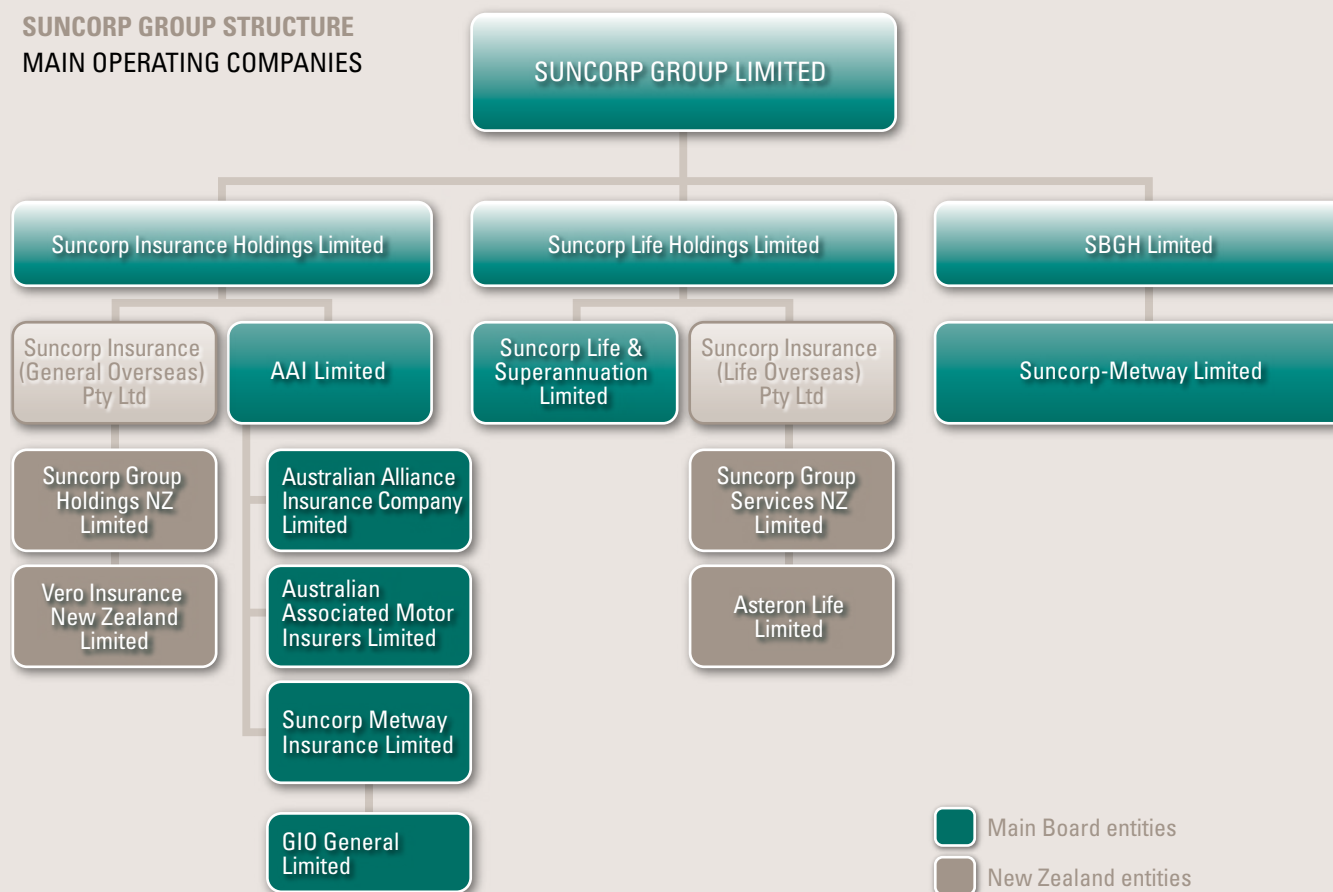 SUNCORP GROUP STRUCTURE
MAIN OPERATING COMPANIES
SUNCORP GROUP LIMITED
Suncorp Insurance Holdings Limited
Suncorp Life Holdings Limited
SBGH Limited
Suncorp Insurance
(General Overseas)
Pty Ltd
AAI Limited
Suncorp Life &
Superannuation
Limited
Suncorp Insurance
(Life Overseas)
Pty Ltd
Suncorp-Metway Limited
Suncorp Group
Holdings NZ
Limited
Australian Alliance
Insurance Company
Limited
Suncorp Group
Services NZ
Limited
Vero Insurance
New Zealand
Limited
Australian
Associated Motor
Insurers Limited
Asteron Life
Limited
Suncorp Metway
Insurance Limited
GIO General
Limited
Main Board entities
New Zealand entities